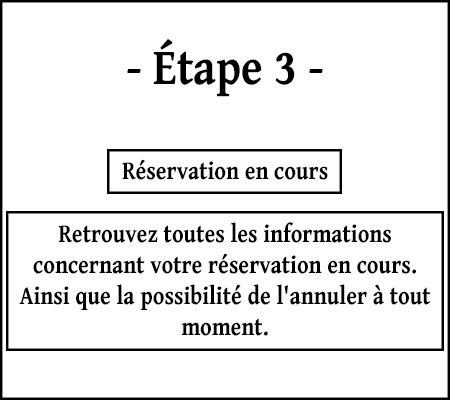 - Étape 3 -
Réservation en cours
Retrouvez toutes les informations
concernant votre réservation en cours.
Ainsi que la possibilité de l'annuler à tout
moment.